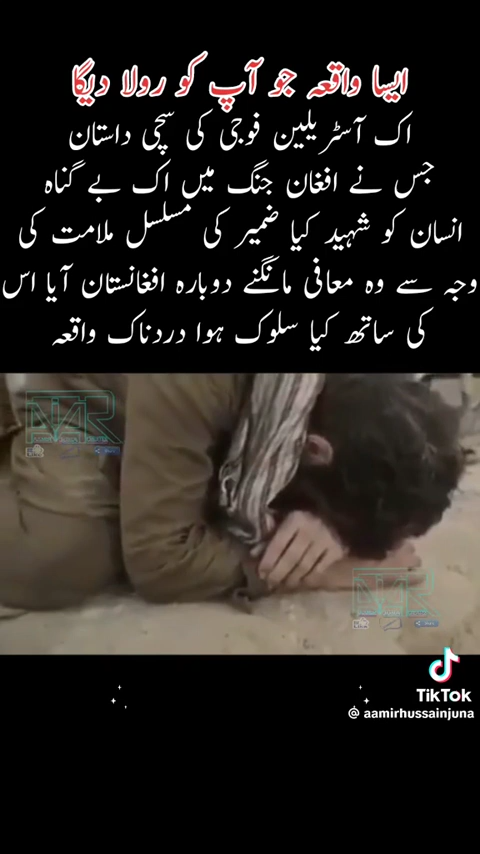 ایسا واقعہ جو آپ کو رولا دیگا
اک آسٹریلین فوجی کی سچی داستان
جس نے افغان جنگ میں اک بے گناہ
انسان کو شہید کیا ضمیر کی مسلسل ملامت کی
وجہ سے وہ معافی مانگنے دوبارہ افغانستان آیا اس
کی ساتھ کیا سلوک ہوا دردناک واقعہ
TikTok
@ aamirhussainjuna